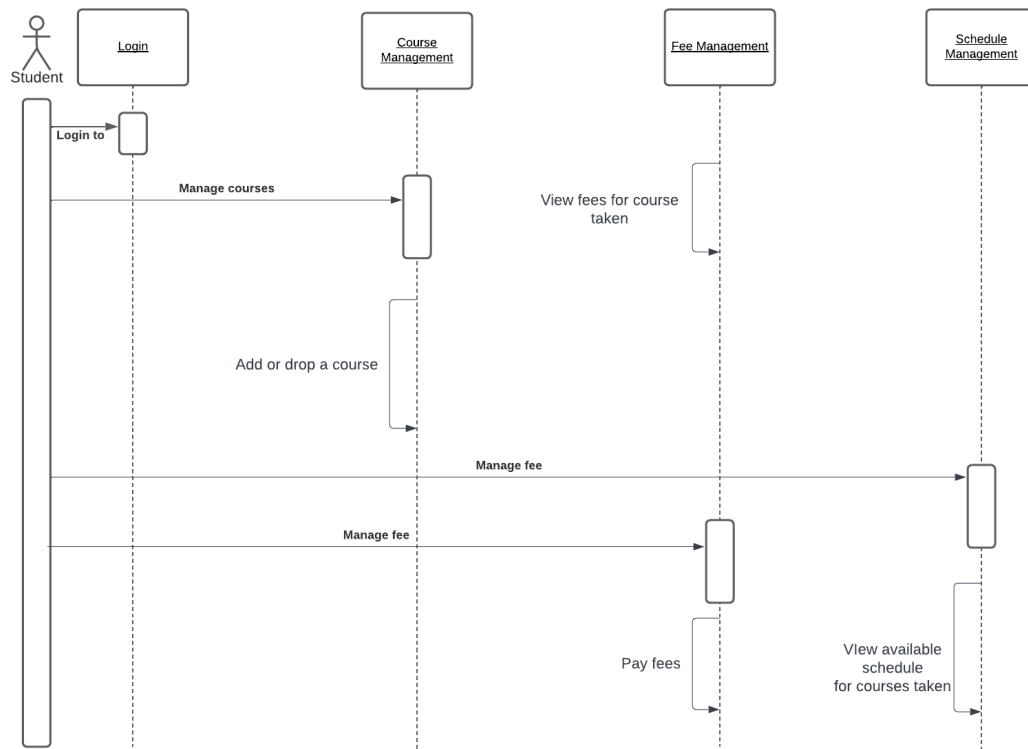 Student
Login
Course
Management
Fee Management
Schedule
Management
Login to
Manage courses
View fees for course
taken
Add or drop a course
Manage fee
Manage fee
Pay fees
VIew available
schedule
for courses taken